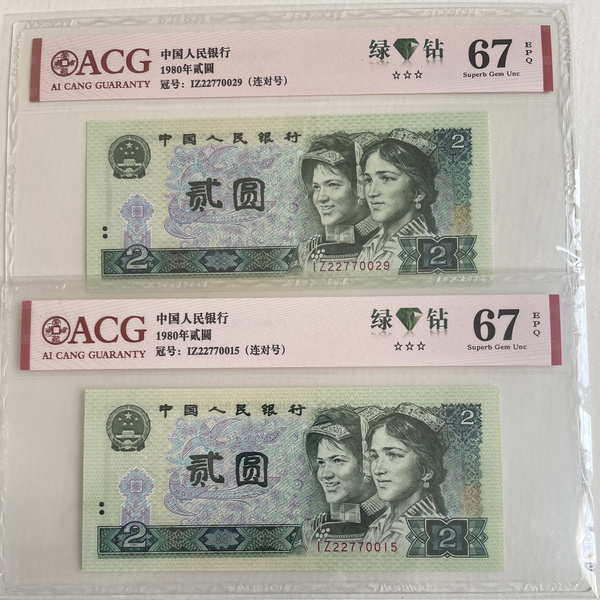 ACG
AI CANG GUARANTY
中国人民银行
1980年贰圆
冠号：IZ22770029（连对号）
绿钻
☆☆☆
67
EPQ
Superb Gem Unc
中国人民银行
贰圆
2
2
2
IZ22770029
ACG
AI CANG GUARANTY
中国人民银行
1980年贰圆
冠号：IZ22770015（连对号）
绿钻
☆☆☆
67
EPQ
Superb Gem Unc
中国人民银行
贰圆
2
2
2
IZ22770015